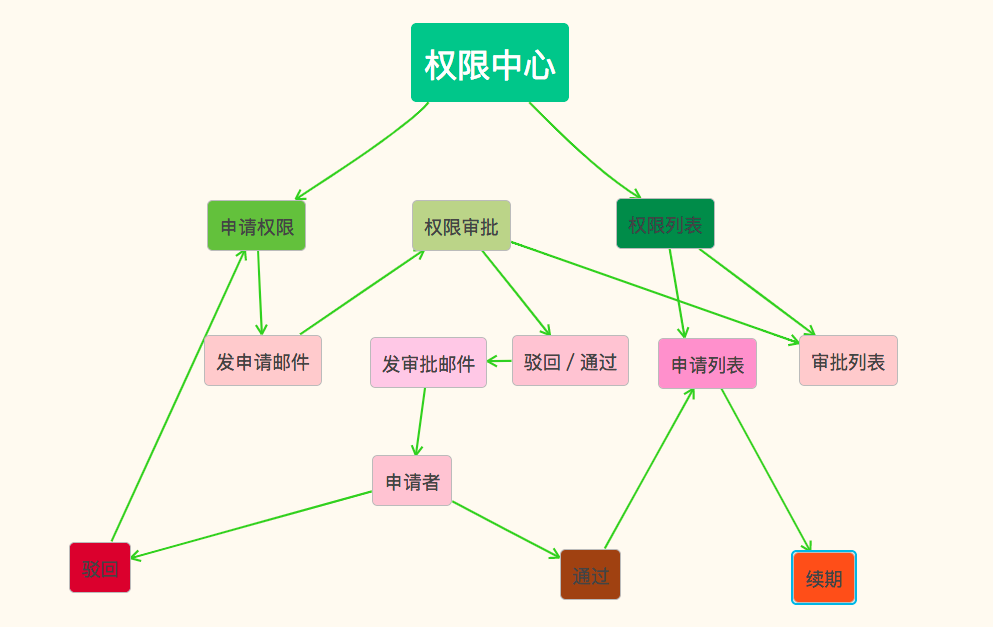 权限中心
申请权限
权限审批
权限列表
发申请邮件
发审批邮件
驳回 / 通过
申请列表
审批列表
申请者
驳回
通过
续期